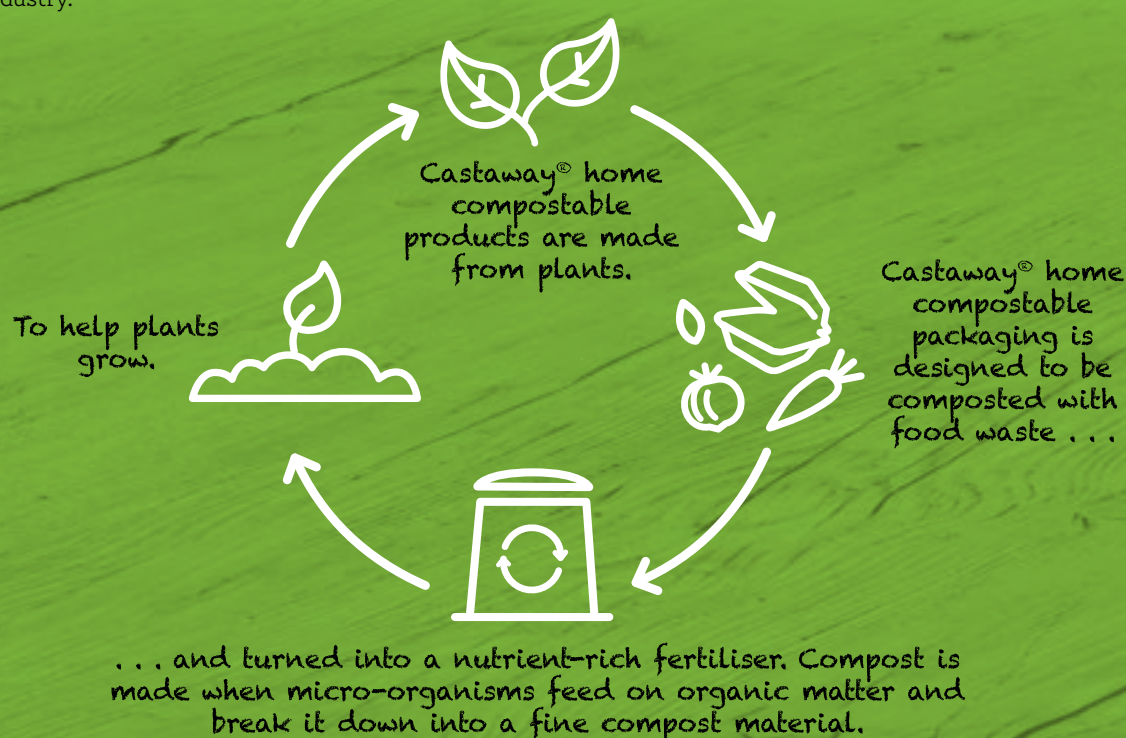 dustry.
Castaway® home
compostable
products are made
from plants.
Castaway® home
compostable
packaging is
designed to be
composted with
food waste . . .
. . . and turned into a nutrient-rich fertiliser. Compost is
made when micro-organisms feed on organic matter and
break it down into a fine compost material.
To help plants
grow.